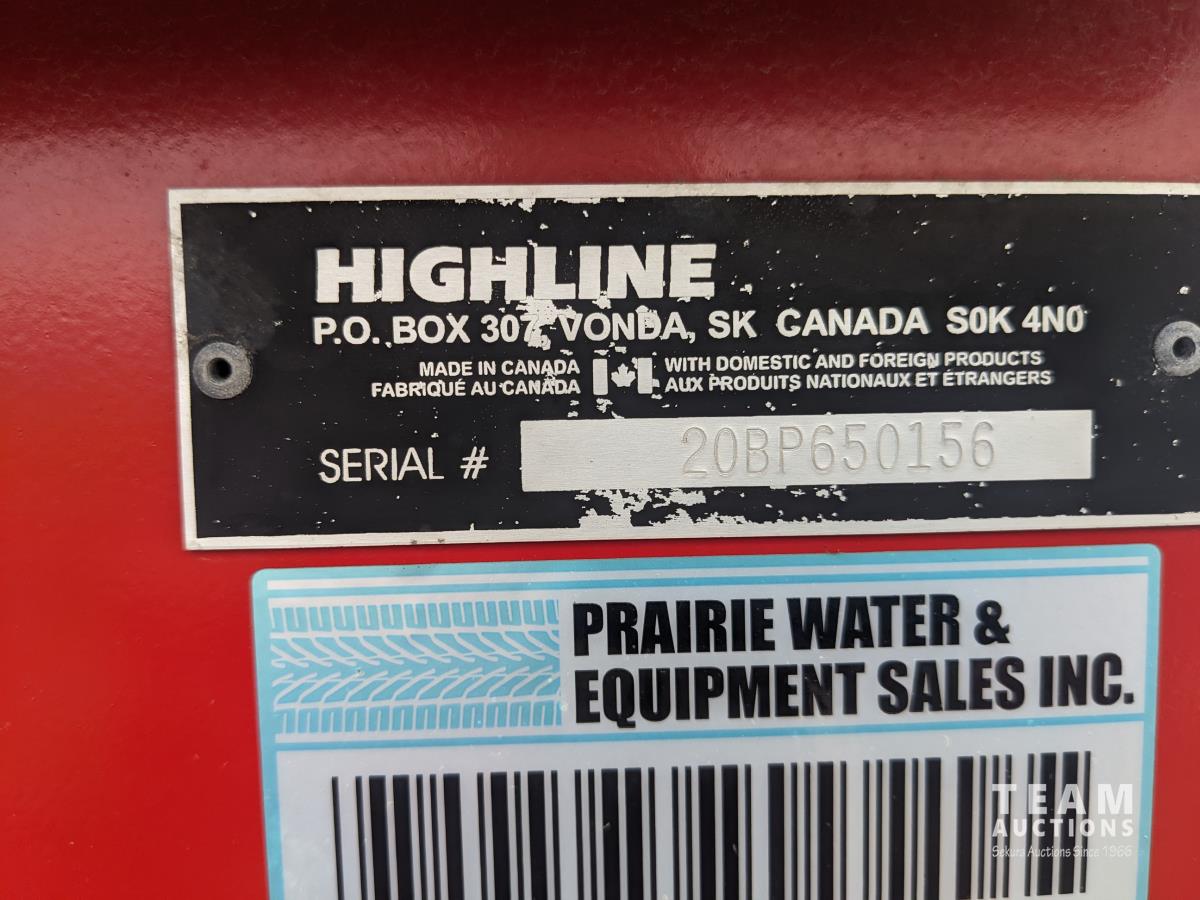 HIGHLINE
P.O. BOX 307, VONDA, SK CANADA S0K 4N0
MADE IN CANADA
FABRIQUÉ AU CANADA
WITH DOMESTIC AND FOREIGN PRODUCTS
AUX PRODUITS NATIONAUX ET ÉTRANGERS
SERIAL # 20BP650156
PRAIRIE WATER &
EQUIPMENT SALES INC.
TEAM
AUCTIONS
Sekura Auctions Since 1966